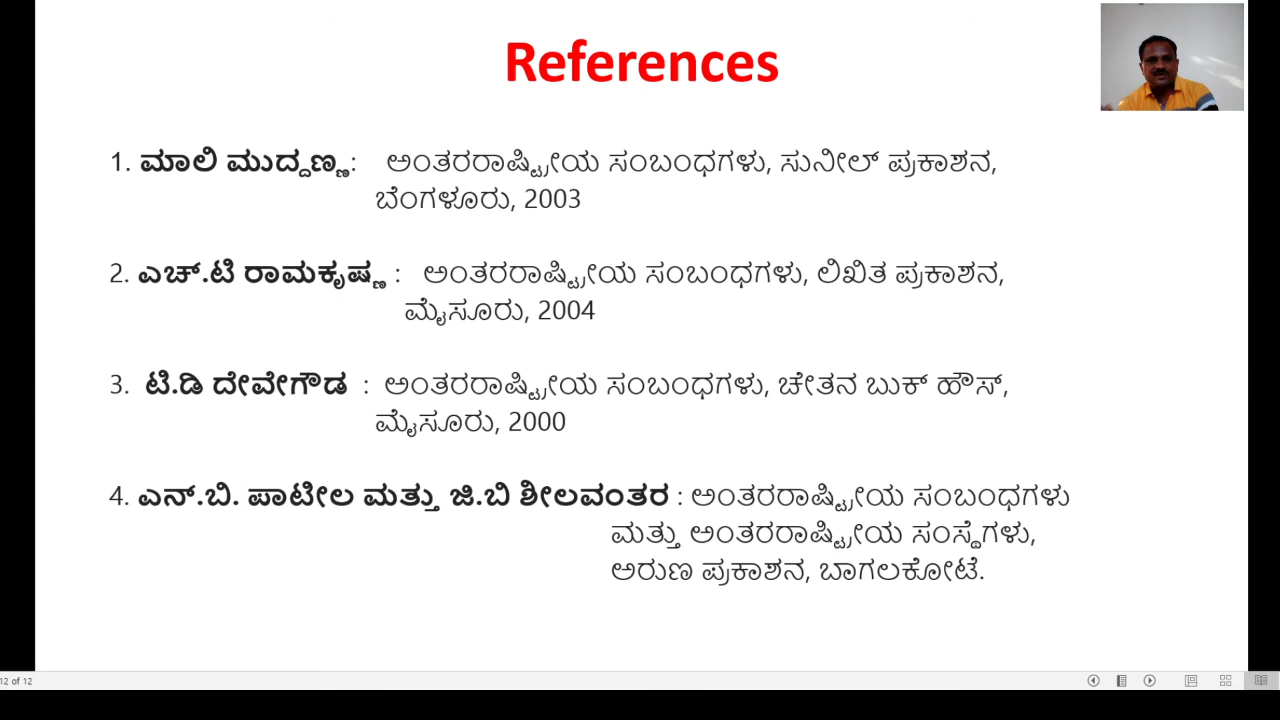 References
1. ಮಾಲಿ ಮುದ್ದಣ್ಣ: ಅಂತರರಾಷ್ಟ್ರೀಯ ಸಂಬಂಧಗಳು, ಸುನೀಲ್ ಪ್ರಕಾಶನ,
ಬೆಂಗಳೂರು, 2003
2. ಎಚ್.ಟಿ ರಾಮಕೃಷ್ಣ : ಅಂತರರಾಷ್ಟ್ರೀಯ ಸಂಬಂಧಗಳು, ಲಿಖಿತ ಪ್ರಕಾಶನ,
ಮೈಸೂರು, 2004
3. ಟಿ.ಡಿ ದೇವೇಗೌಡ : ಅಂತರರಾಷ್ಟ್ರೀಯ ಸಂಬಂಧಗಳು, ಚೇತನ ಬುಕ್ ಹೌಸ್,
ಮೈಸೂರು, 2000
4. ಎನ್.ಬಿ. ಪಾಟೀಲ ಮತ್ತು ಜಿ.ಬಿ ಶೀಲವಂತರ : ಅಂತರರಾಷ್ಟ್ರೀಯ ಸಂಬಂಧಗಳು
ಮತ್ತು ಅಂತರರಾಷ್ಟ್ರೀಯ ಸಂಸ್ಥೆಗಳು,
ಅರುಣ ಪ್ರಕಾಶನ, ಬಾಗಲಕೋಟೆ.
12 of 12